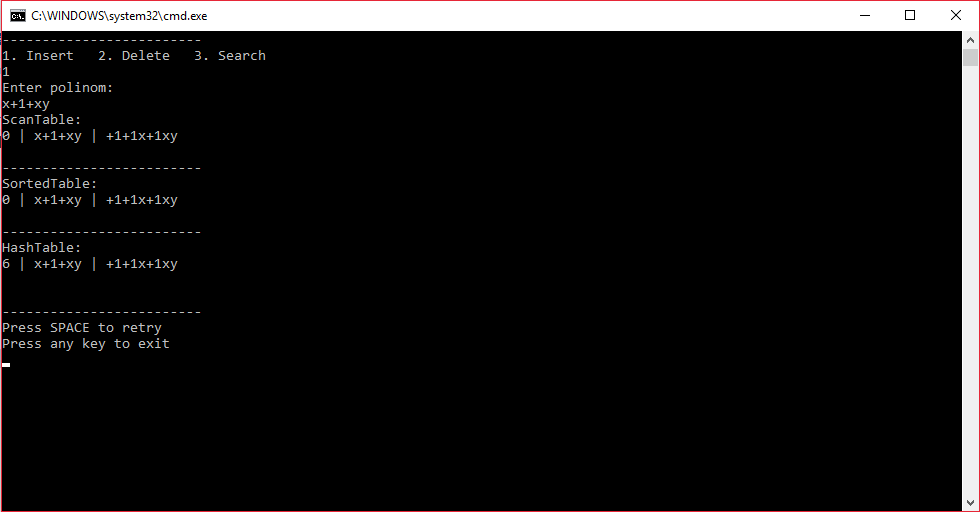 C:\WINDOWS\system32\cmd.exe
-------------------------
1. Insert   2. Delete   3. Search
1
Enter polinom:
x+1+xy
ScanTable:
0 | x+1+xy | +1+1x+1xy
-------------------------
SortedTable:
0 | x+1+xy | +1+1x+1xy
-------------------------
HashTable:
6 | x+1+xy | +1+1x+1xy
-------------------------
Press SPACE to retry
Press any key to exit